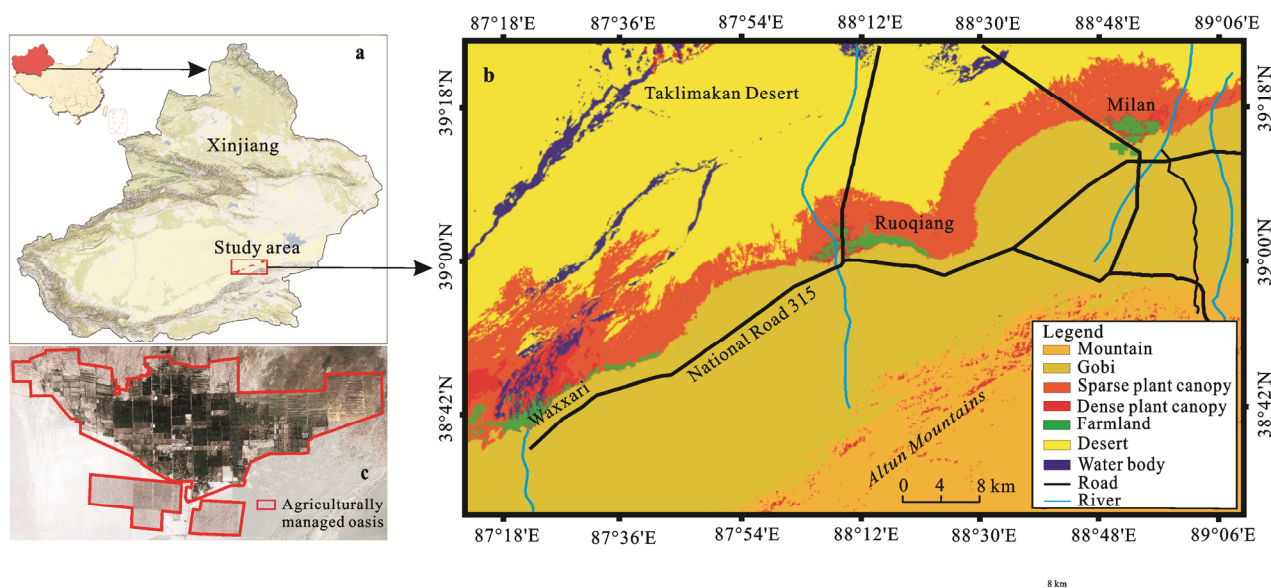 a
Xinjiang
Study area
c
Agriculturally
managed oasis
87°18'E 87°36'E 87°54'E 88°12'E 88°30'E 88°48'E 89°06'E
b
Taklimakan Desert
Milan
Ruoqiang
National Road 315
Waxxari
Altun Mountains
0 4 8 km
39°18'N
39°00'N
38°42'N
39°18'N
39°00'N
38°42'N
Legend
Mountain
Gobi
Sparse plant canopy
Dense plant canopy
Farmland
Desert
Water body
Road
River
87°18'E 87°36'E 87°54'E 88°12'E 88°30'E 88°48'E 89°06'E
8 km